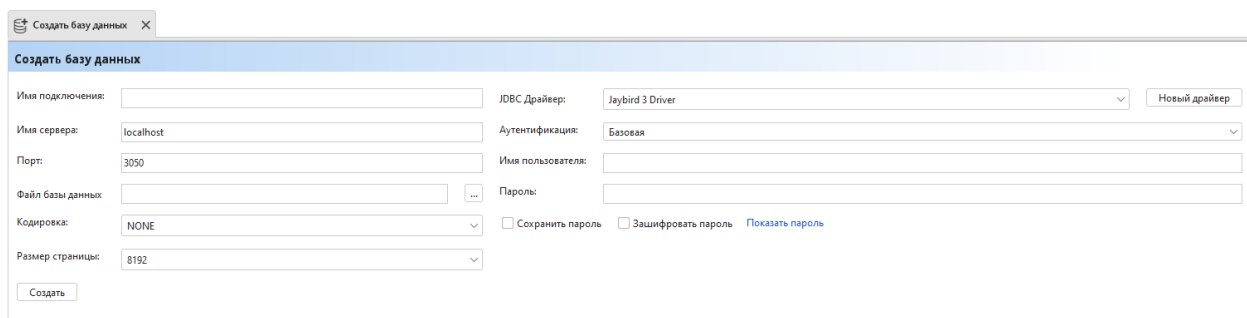 Создать базу данных
Создать базу данных
Имя подключения:
JDBC Драйвер: Jaybird 3 Driver Новый драйвер
Имя сервера: localhost
Аутентификация: Базовая
Порт: 3050
Имя пользователя:
Файл базы данных ...
Пароль:
Кодировка: NONE
Сохранить пароль Зашифровать пароль Показать пароль
Размер страницы: 8192
Создать